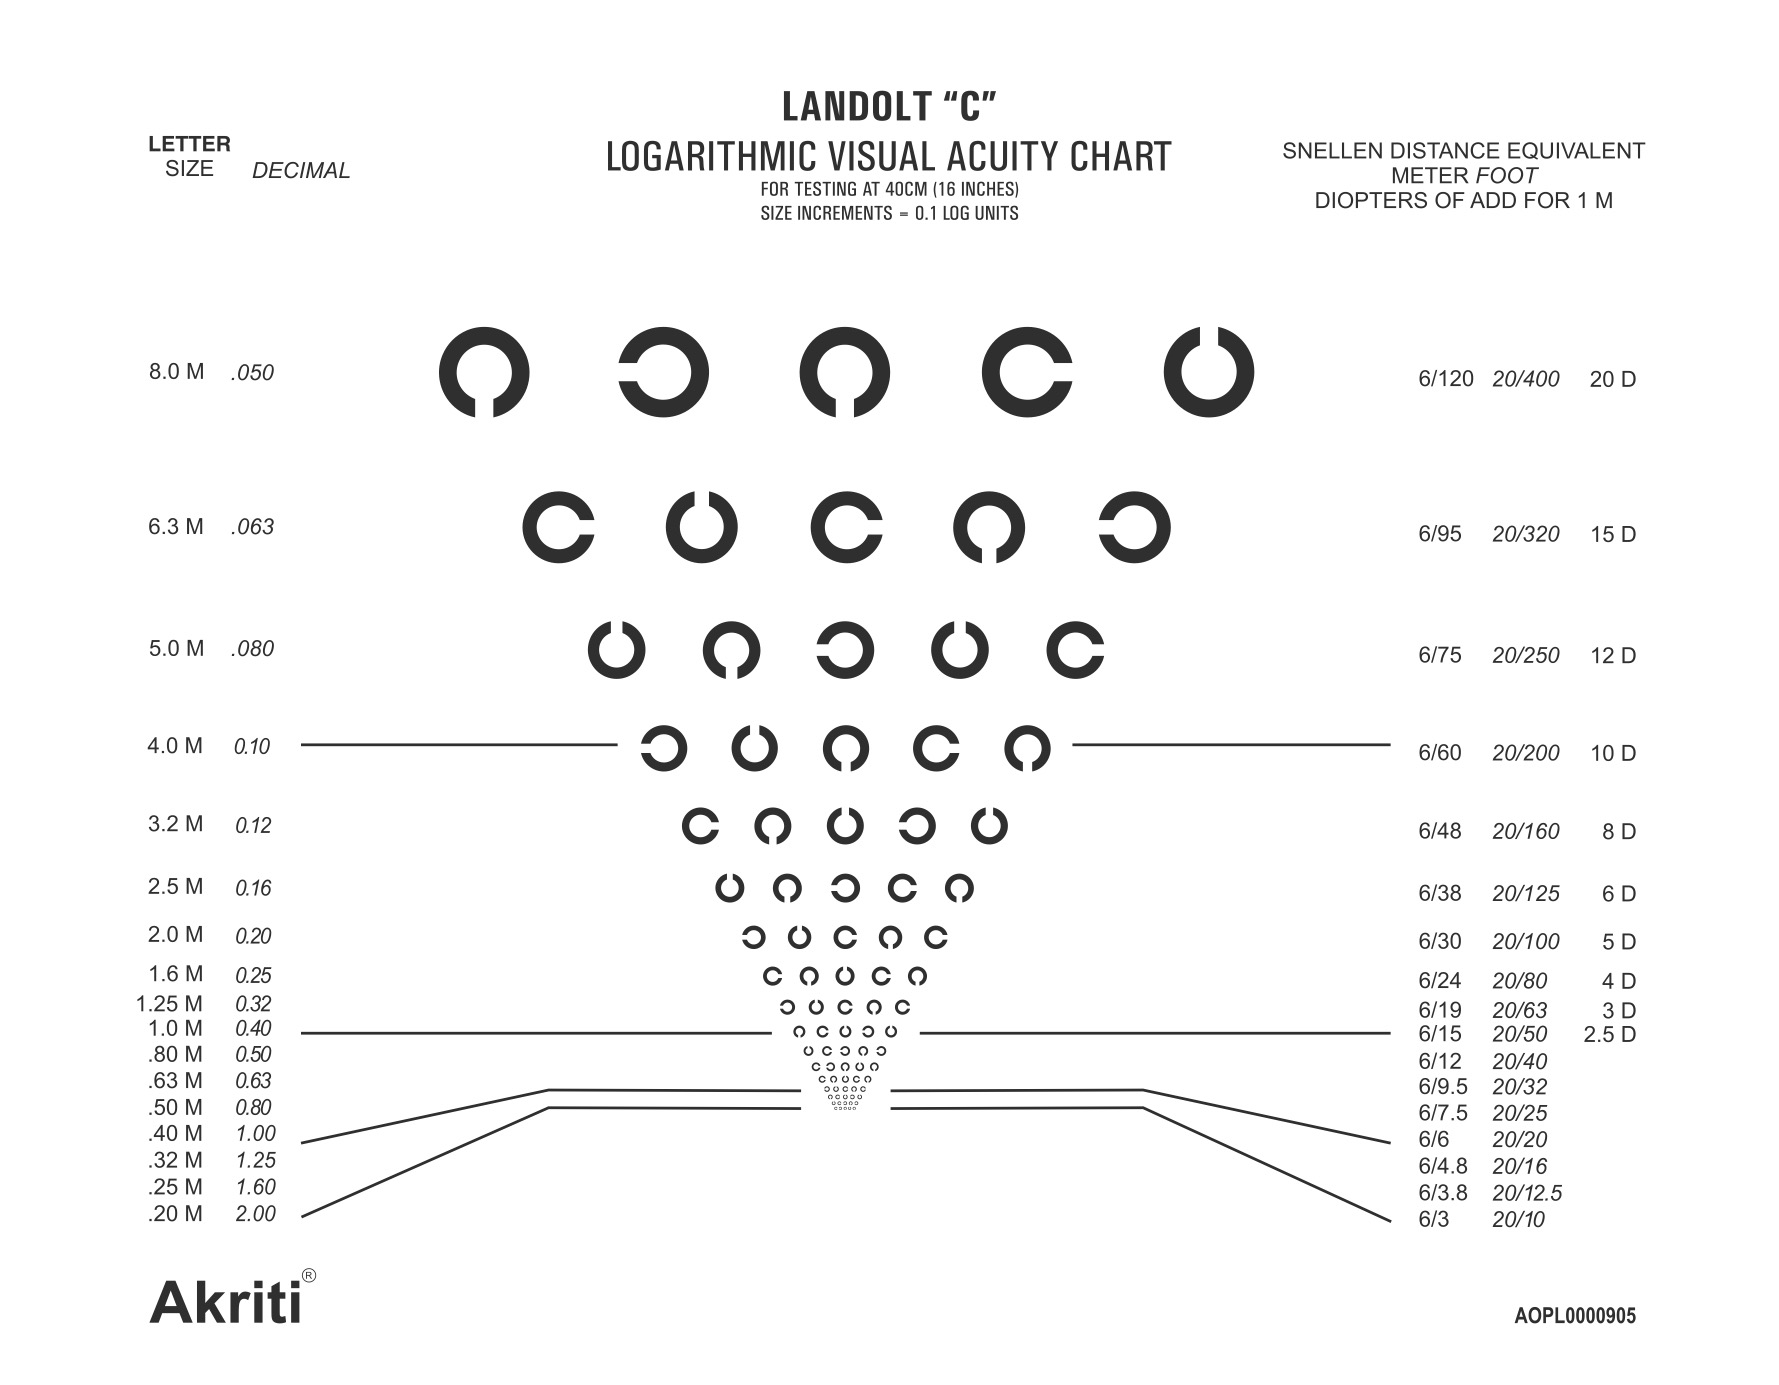 LANDOLT “C”
LOGARITHMIC VISUAL ACUITY CHART
FOR TESTING AT 40CM (16 INCHES)
SIZE INCREMENTS = 0.1 LOG UNITS
LETTER
SIZE DECIMAL
SNELLEN DISTANCE EQUIVALENT
METER FOOT
DIOPTERS OF ADD FOR 1 M
8.0 M .050 6/120 20/400 20 D
6.3 M .063 6/95 20/320 15 D
5.0 M .080 6/75 20/250 12 D
4.0 M 0.10 6/60 20/200 10 D
3.2 M 0.12 6/48 20/160 8 D
2.5 M 0.16 6/38 20/125 6 D
2.0 M 0.20 6/30 20/100 5 D
1.6 M 0.25 6/24 20/80 4 D
1.25 M 0.32 6/19 20/63 3 D
1.0 M 0.40 6/15 20/50 2.5 D
.80 M 0.50 6/12 20/40
.63 M 0.63 6/9.5 20/32
.50 M 0.80 6/7.5 20/25
.40 M 1.00 6/6 20/20
.32 M 1.25 6/4.8 20/16
.25 M 1.60 6/3.8 20/12.5
.20 M 2.00 6/3 20/10
Akriti®
AOPL0000905